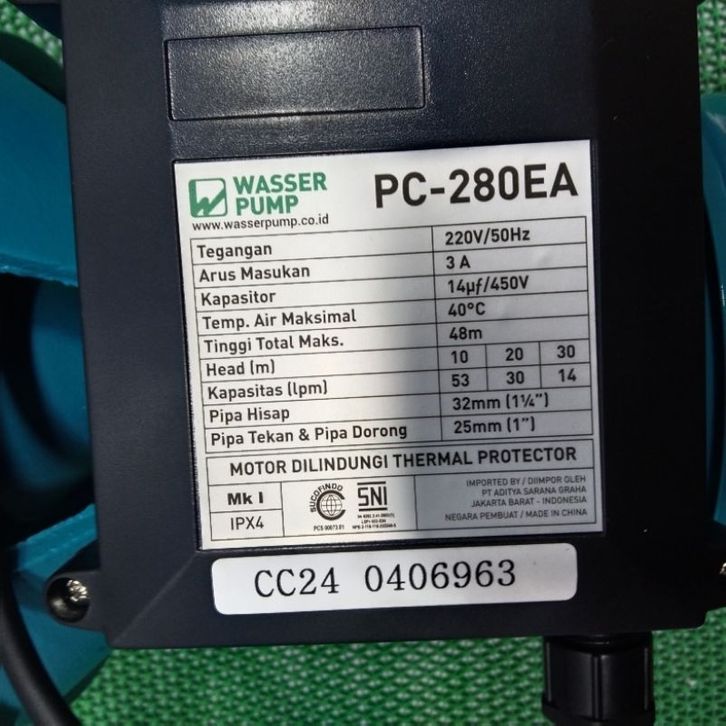 WASSER
PUMP
www.wasserpump.co.id
PC-280EA
Tegangan 220V/50Hz
Arus Masukan 3 A
Kapasitor 14µf/450V
Temp. Air Maksimal 40°C
Tinggi Total Maks. 48m
Head (m) 10 20 30
Kapasitas (lpm) 53 30 14
Pipa Hisap 32mm (1¼")
Pipa Tekan & Pipa Dorong 25mm (1")
MOTOR DILINDUNGI THERMAL PROTECTOR
Mk I
IPX4
SUCOFINDO
SNI
IMPORTED BY / DIIMPOR OLEH
PT ADITYA SARANA GRAHA
JAKARTA BARAT - INDONESIA
NEGARA PEMBUAT / MADE IN CHINA
CC24 0406963